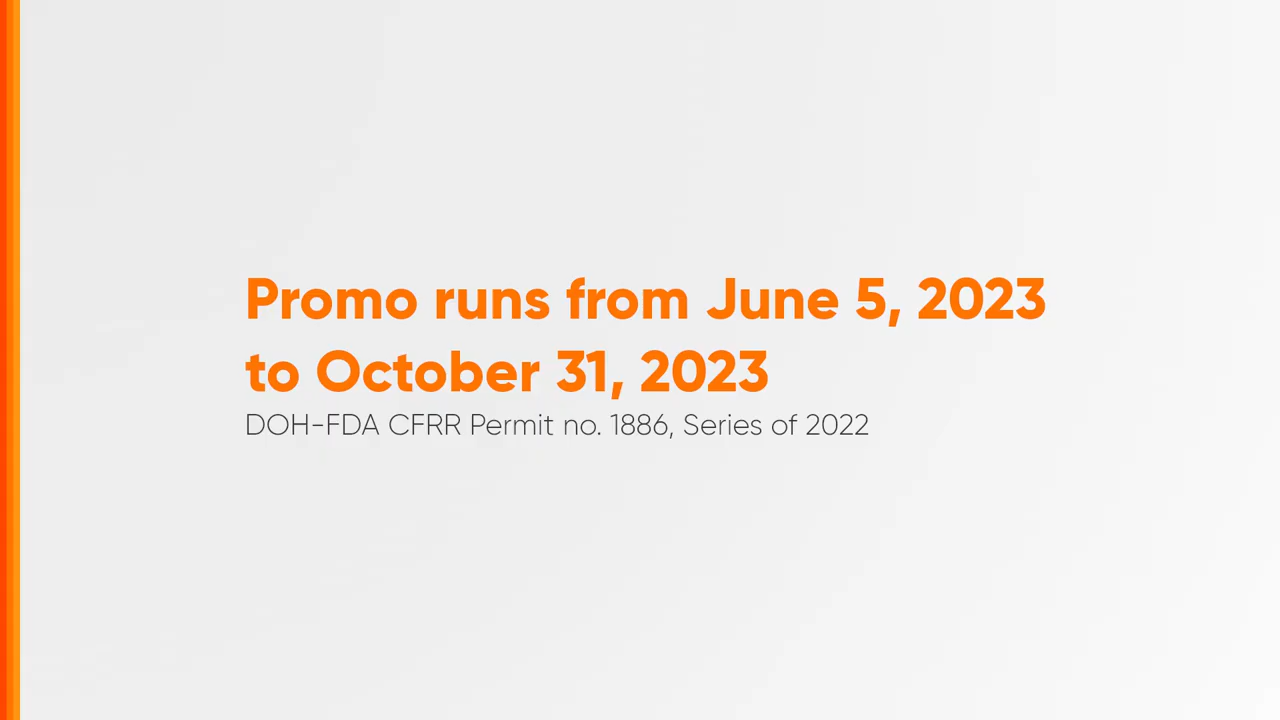 Promo runs from June 5, 2023
to October 31, 2023
DOH-FDA CFRR Permit no. 1886, Series of 2022